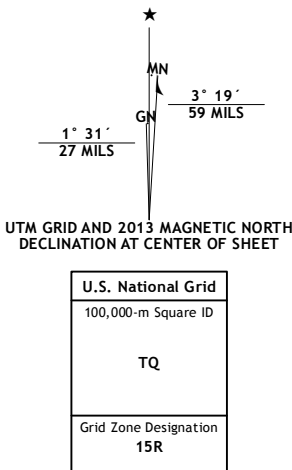 ★
MN
3° 19´
59 MILS
GN
1° 31´
27 MILS
UTM GRID AND 2013 MAGNETIC NORTH
DECLINATION AT CENTER OF SHEET
U.S. National Grid
100,000-m Square ID
TQ
Grid Zone Designation
15R